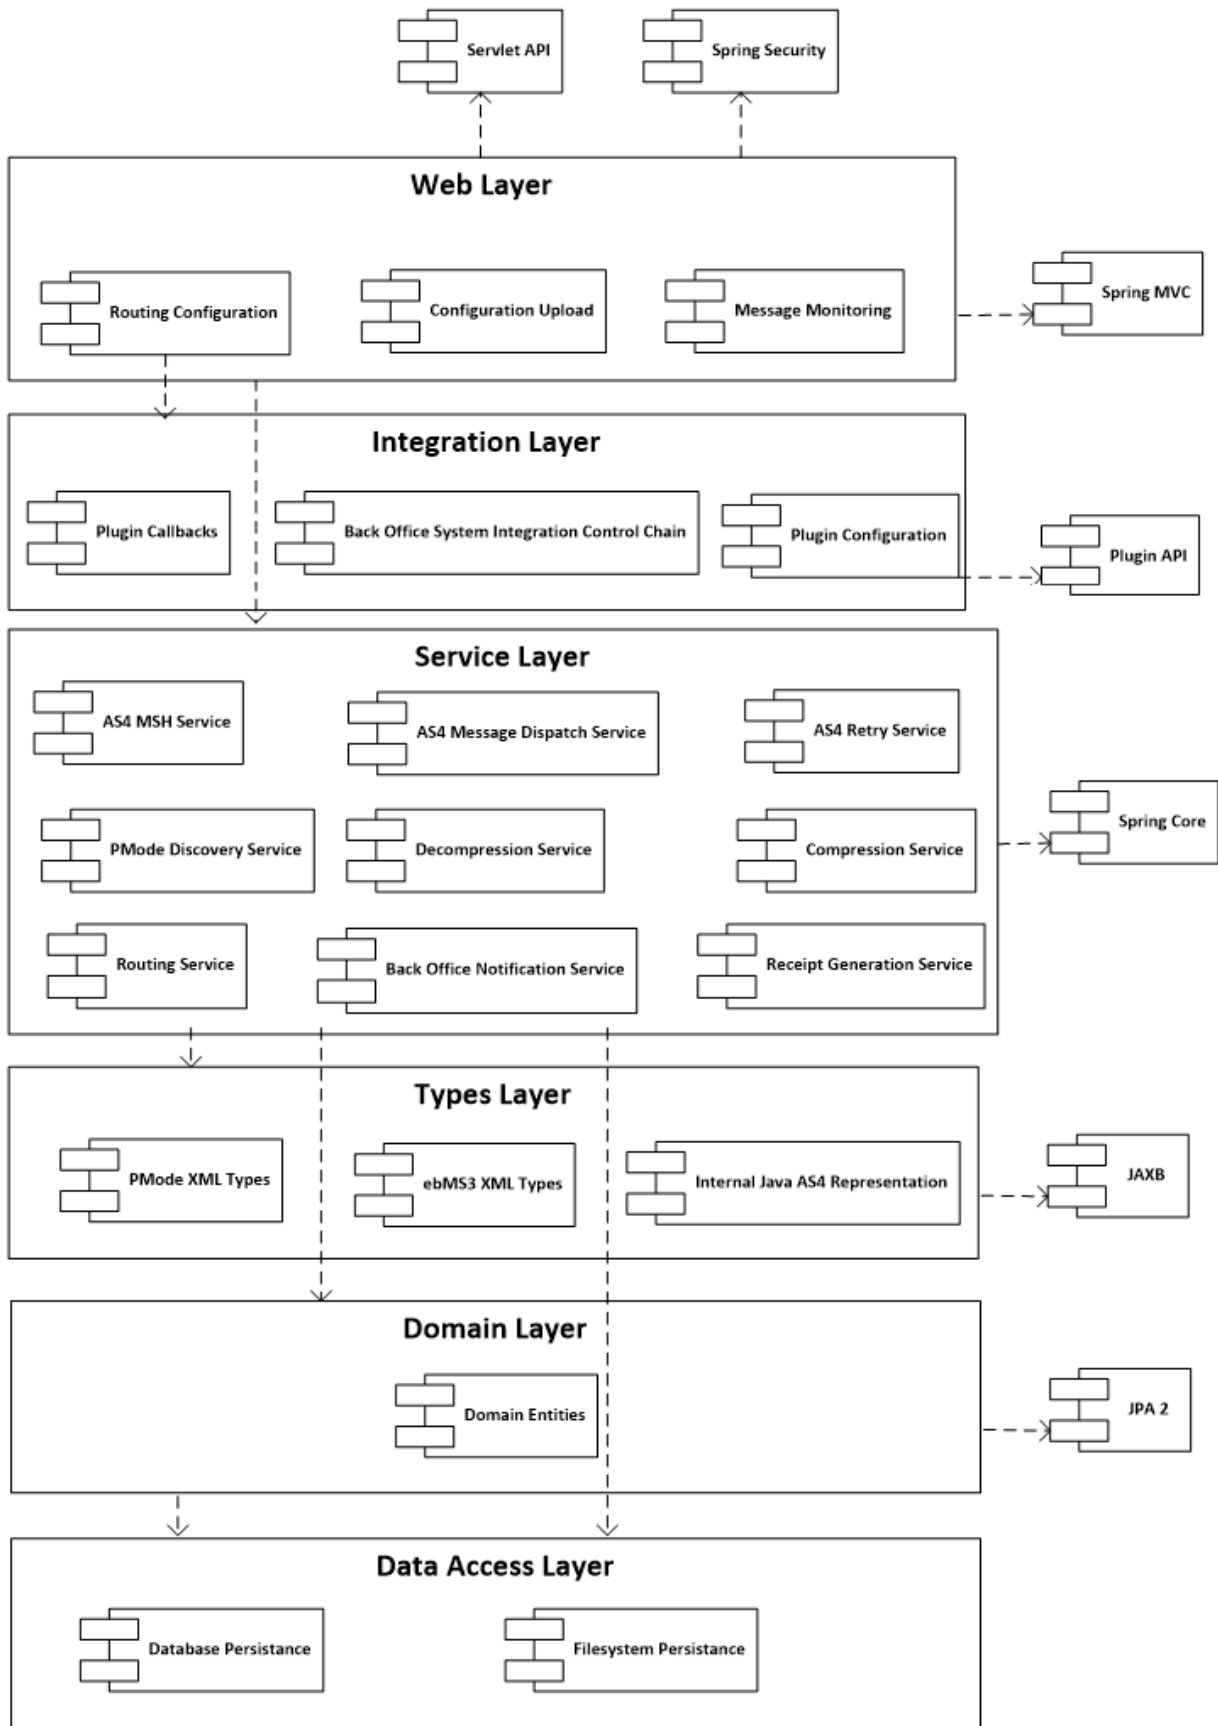 Servlet API
Spring Security
Web Layer
Routing Configuration
Configuration Upload
Message Monitoring
Spring MVC
Integration Layer
Plugin Callbacks
Back Office System Integration Control Chain
Plugin Configuration
Plugin API
Service Layer
AS4 MSH Service
AS4 Message Dispatch Service
AS4 Retry Service
PMode Discovery Service
Decompression Service
Compression Service
Spring Core
Routing Service
Back Office Notification Service
Receipt Generation Service
Types Layer
PMode XML Types
ebMS3 XML Types
Internal Java AS4 Representation
JAXB
Domain Layer
Domain Entities
JPA 2
Data Access Layer
Database Persistance
Filesystem Persistance